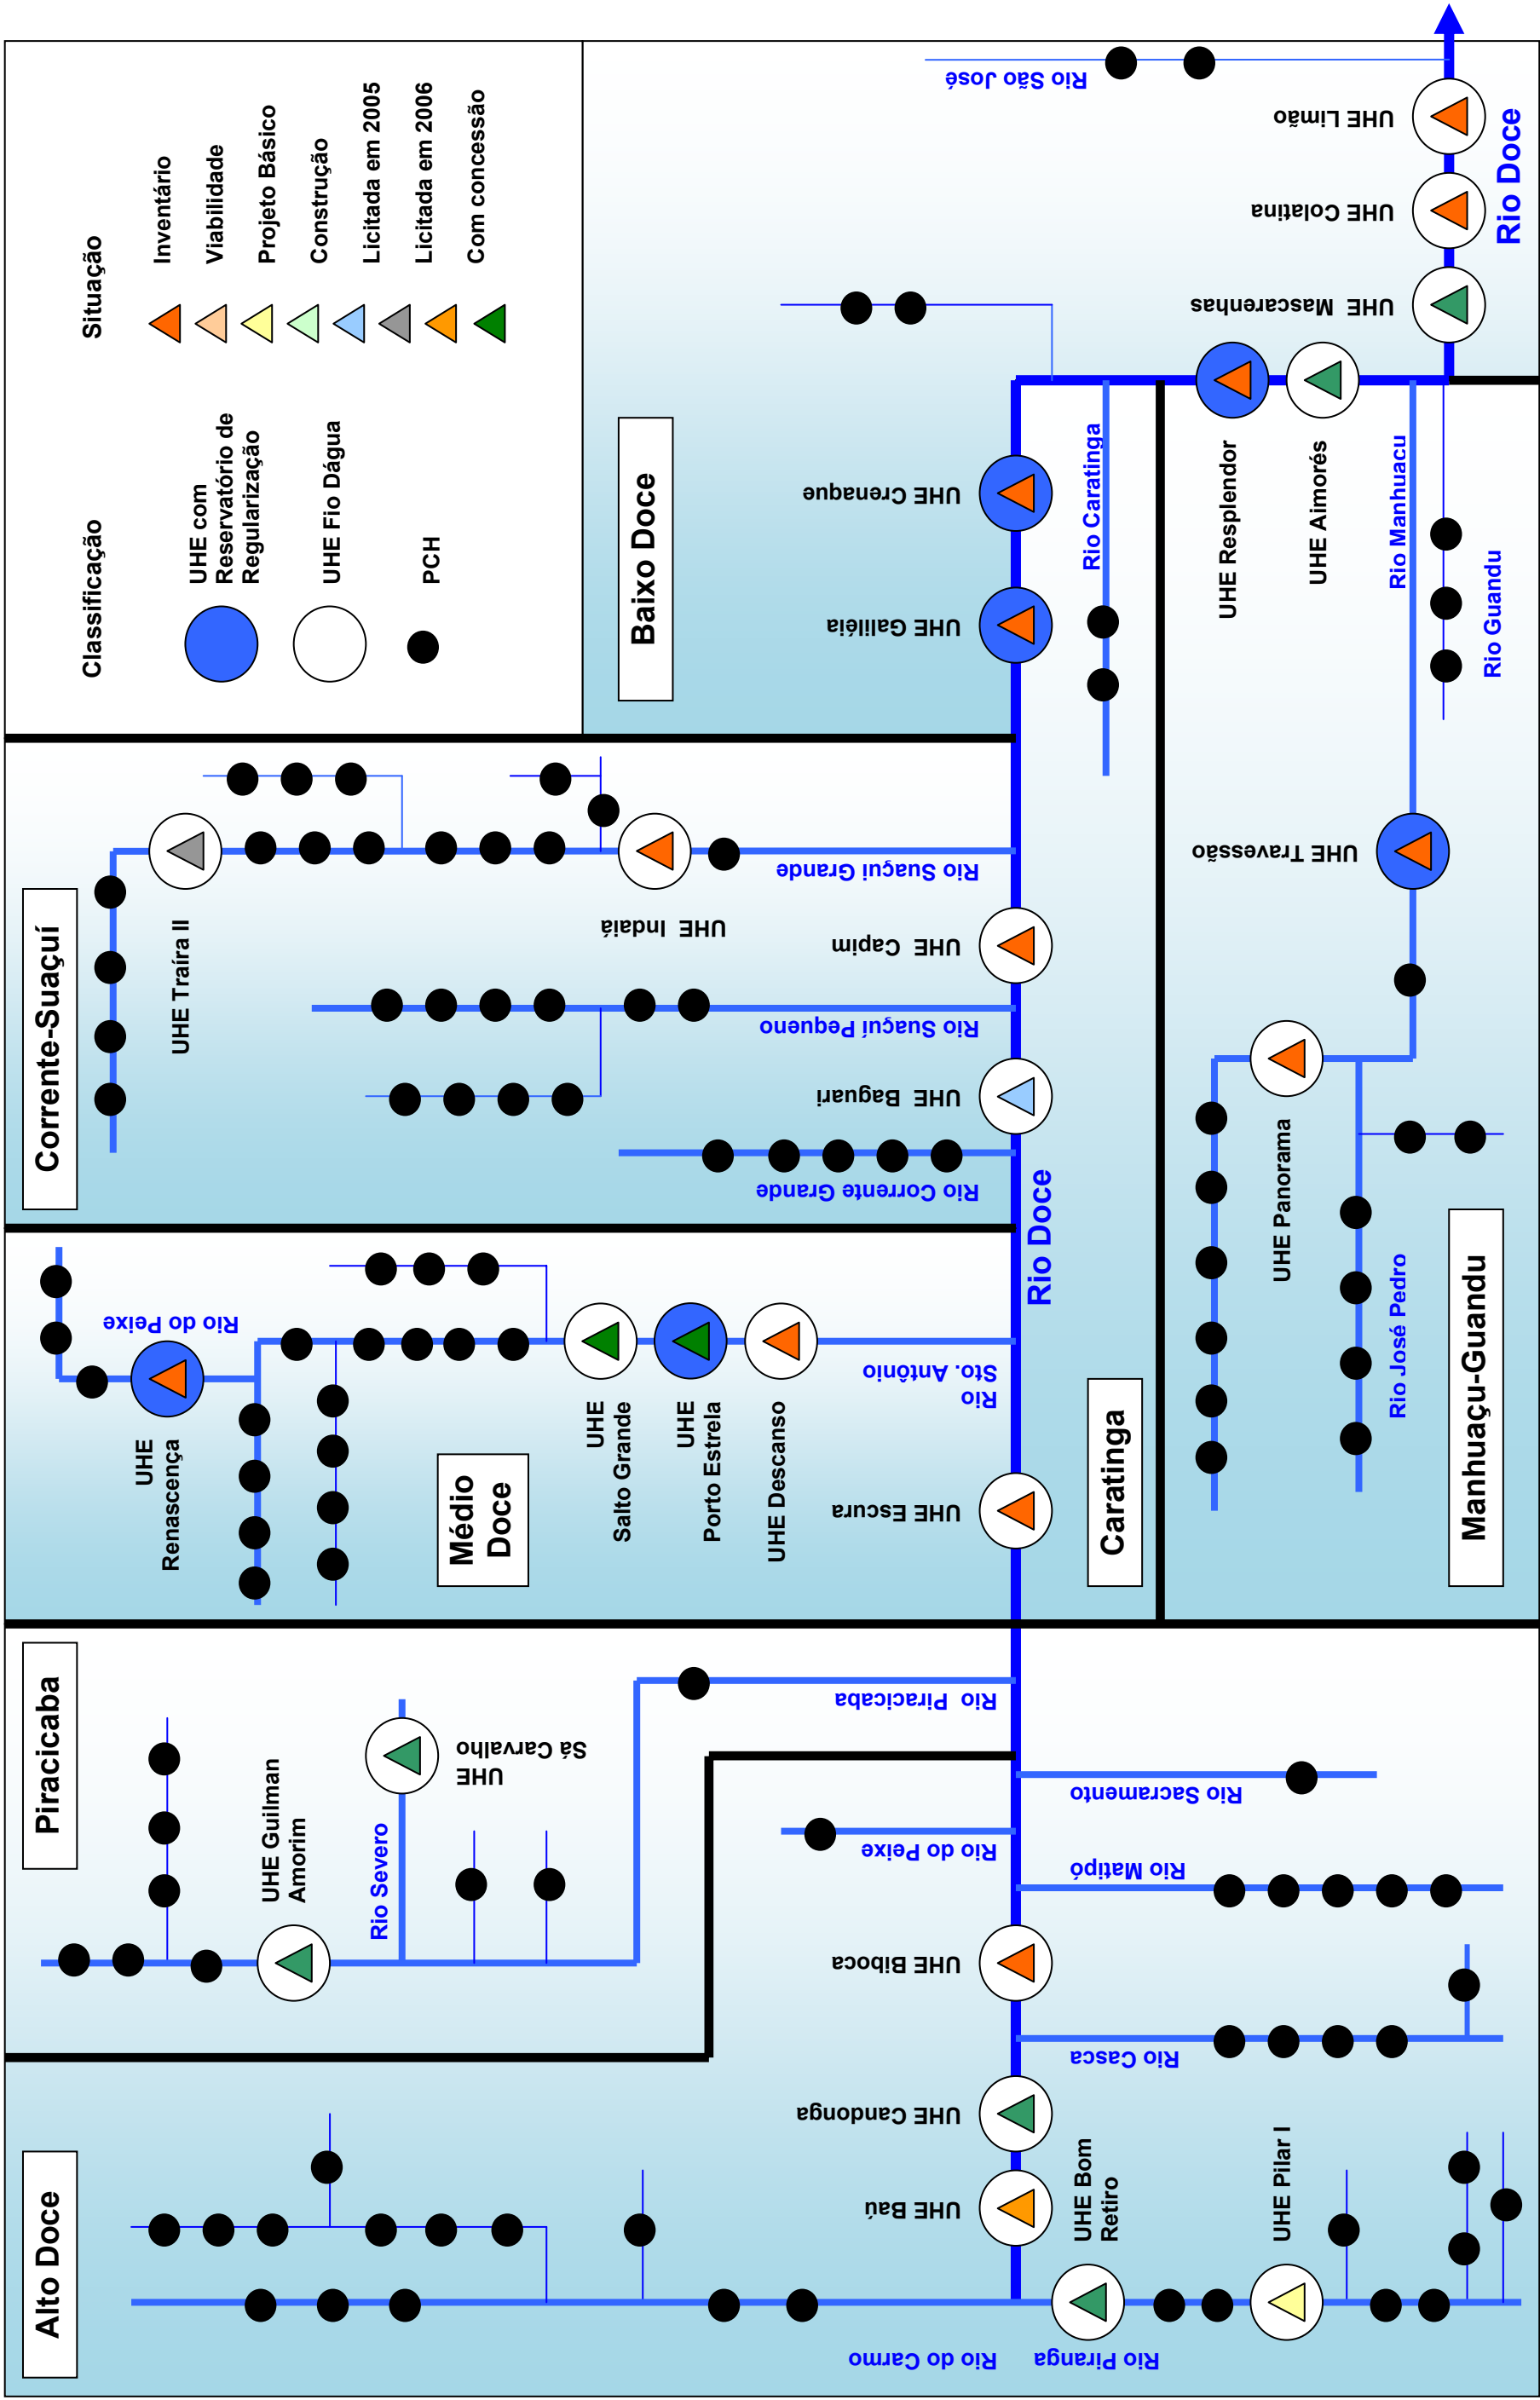 Alto Doce
Piracicaba
Médio
Doce
Corrente-Suaçuí
Baixo Doce
Caratinga
Manhuaçu-Guandu
Classificação
UHE com
Reservatório de
Regularização
UHE Fio Dágua
PCH
Situação
Inventário
Viabilidade
Projeto Básico
Construção
Licitada em 2005
Licitada em 2006
Com concessão
Rio do Carmo
Rio Piranga
UHE Bom
Retiro
UHE Pilar I
UHE Baú
UHE Candonga
UHE Biboca
Rio Casca
Rio Matipó
Rio do Peixe
Rio Sacramento
UHE Guilman
Amorim
Rio Severo
UHE
Sá Carvalho
Rio Piracicaba
UHE
Renascença
Rio do Peixe
UHE
Salto Grande
UHE
Porto Estrela
UHE Descanso
Rio
Sto. Antônio
UHE Escura
Rio Doce
Rio Corrente Grande
UHE Baguari
Rio Suaçuí Pequeno
UHE Capim
UHE Traíra II
UHE Indaiá
Rio Suaçui Grande
UHE Galiléia
UHE Crenaque
Rio Caratinga
UHE Resplendor
UHE Aimorés
Rio Manhuacu
Rio Guandu
UHE Travessão
UHE Panorama
Rio José Pedro
UHE Mascarenhas
UHE Colatina
UHE Limão
Rio São José
Rio Doce